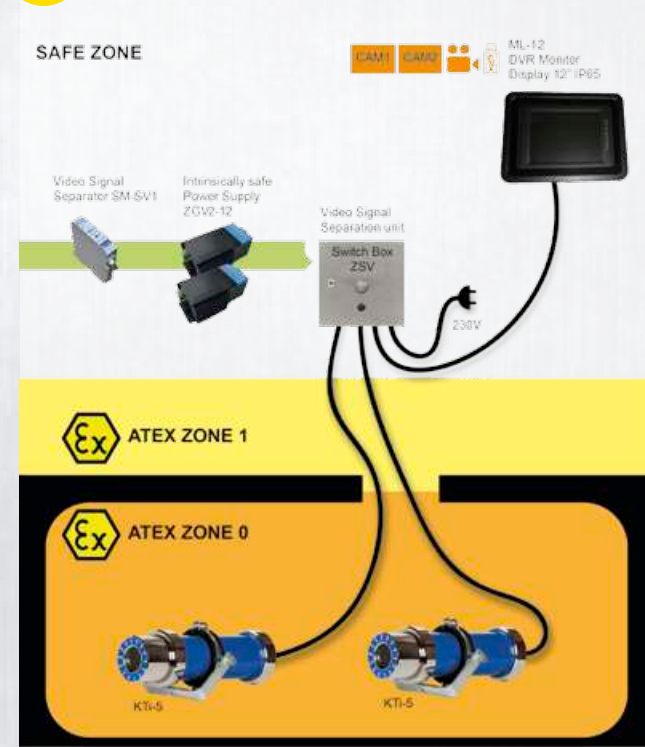 SAFE ZONE
CAM1 CAM2
ML-12
DVR Monitor
Display 12" IP65
Video Signal
Separator SM-SV1
Intrinsically safe
Power Supply
ZGV2-12
Video Signal
Separation unit
Switch Box
ZSV
230V
Ex ATEX ZONE 1
Ex ATEX ZONE 0
KTi-5
KTi-5